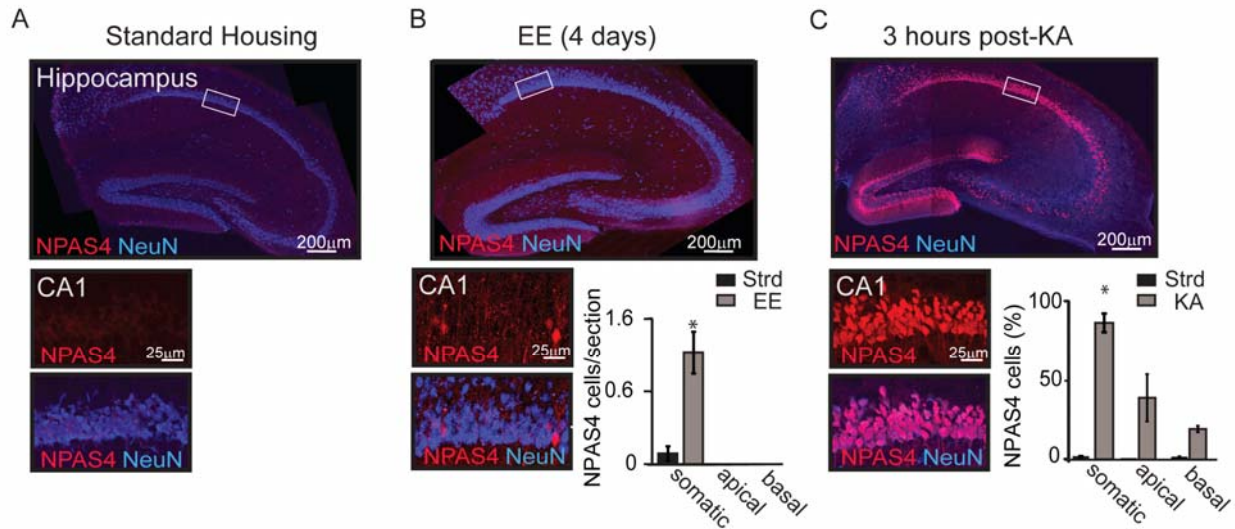 A
Standard Housing
Hippocampus
NPAS4 NeuN
200μm
CA1
NPAS4
25μm
NPAS4 NeuN
B
EE (4 days)
NPAS4 NeuN
200μm
CA1
NPAS4
25μm
NPAS4 NeuN
Strd
EE
NPAS4 cells/section
1.6
0.6
0
*
somatic
apical
basal
C
3 hours post-KA
NPAS4 NeuN
200μm
CA1
NPAS4
25μm
NPAS4 NeuN
Strd
KA
NPAS4 cells (%)
100
50
0
*
somatic
apical
basal